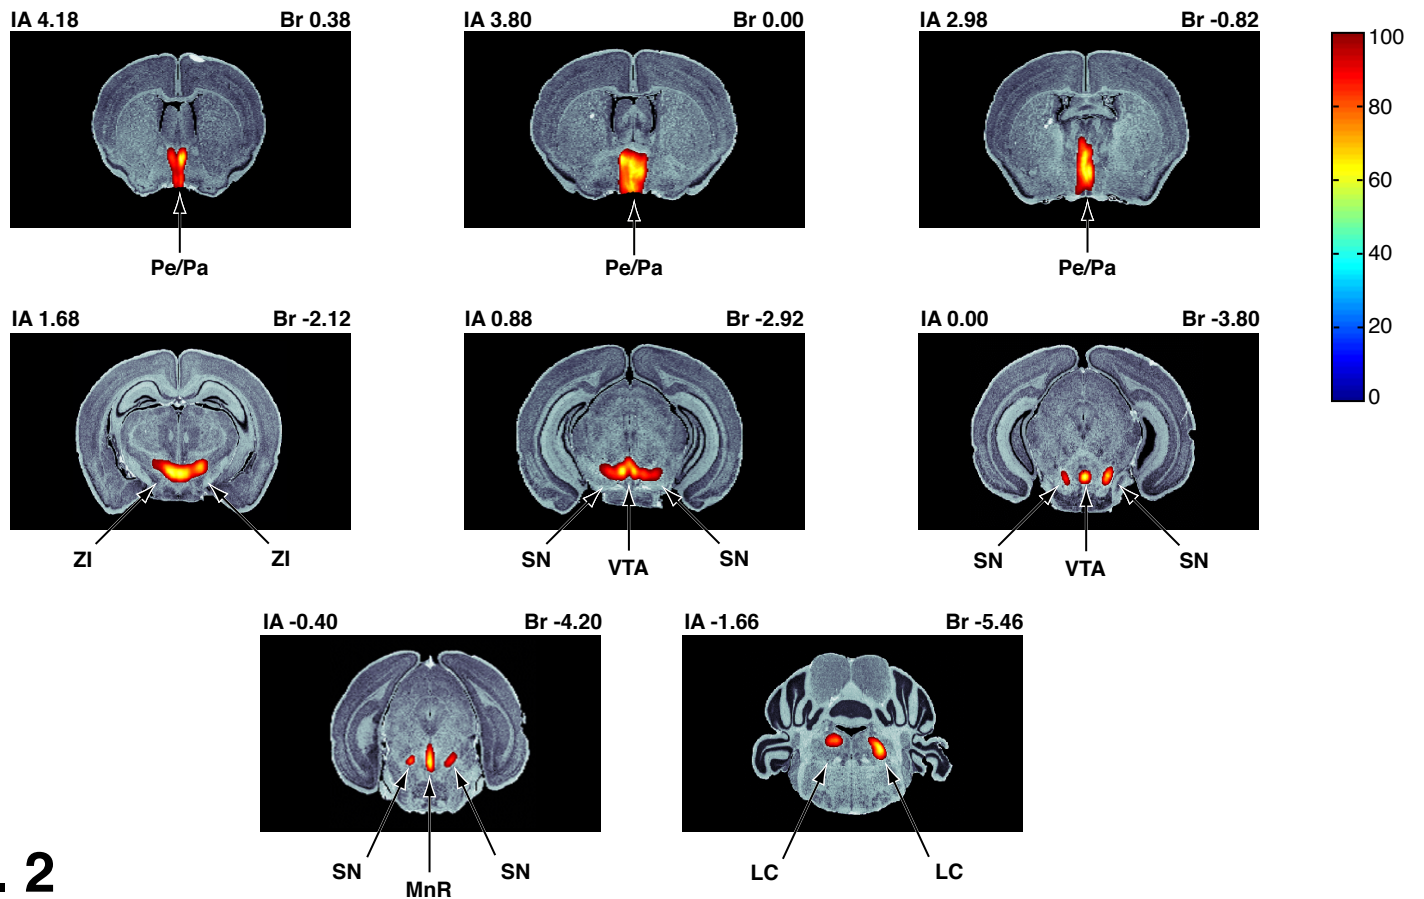 IA 4.18 Br 0.38
IA 3.80 Br 0.00
IA 2.98 Br -0.82
100
80
60
40
20
0
Pe/Pa
Pe/Pa
Pe/Pa
IA 1.68 Br -2.12
IA 0.88 Br -2.92
IA 0.00 Br -3.80
ZI ZI
SN VTA SN
SN VTA SN
IA -0.40 Br -4.20
IA -1.66 Br -5.46
SN MnR SN
LC LC
. 2